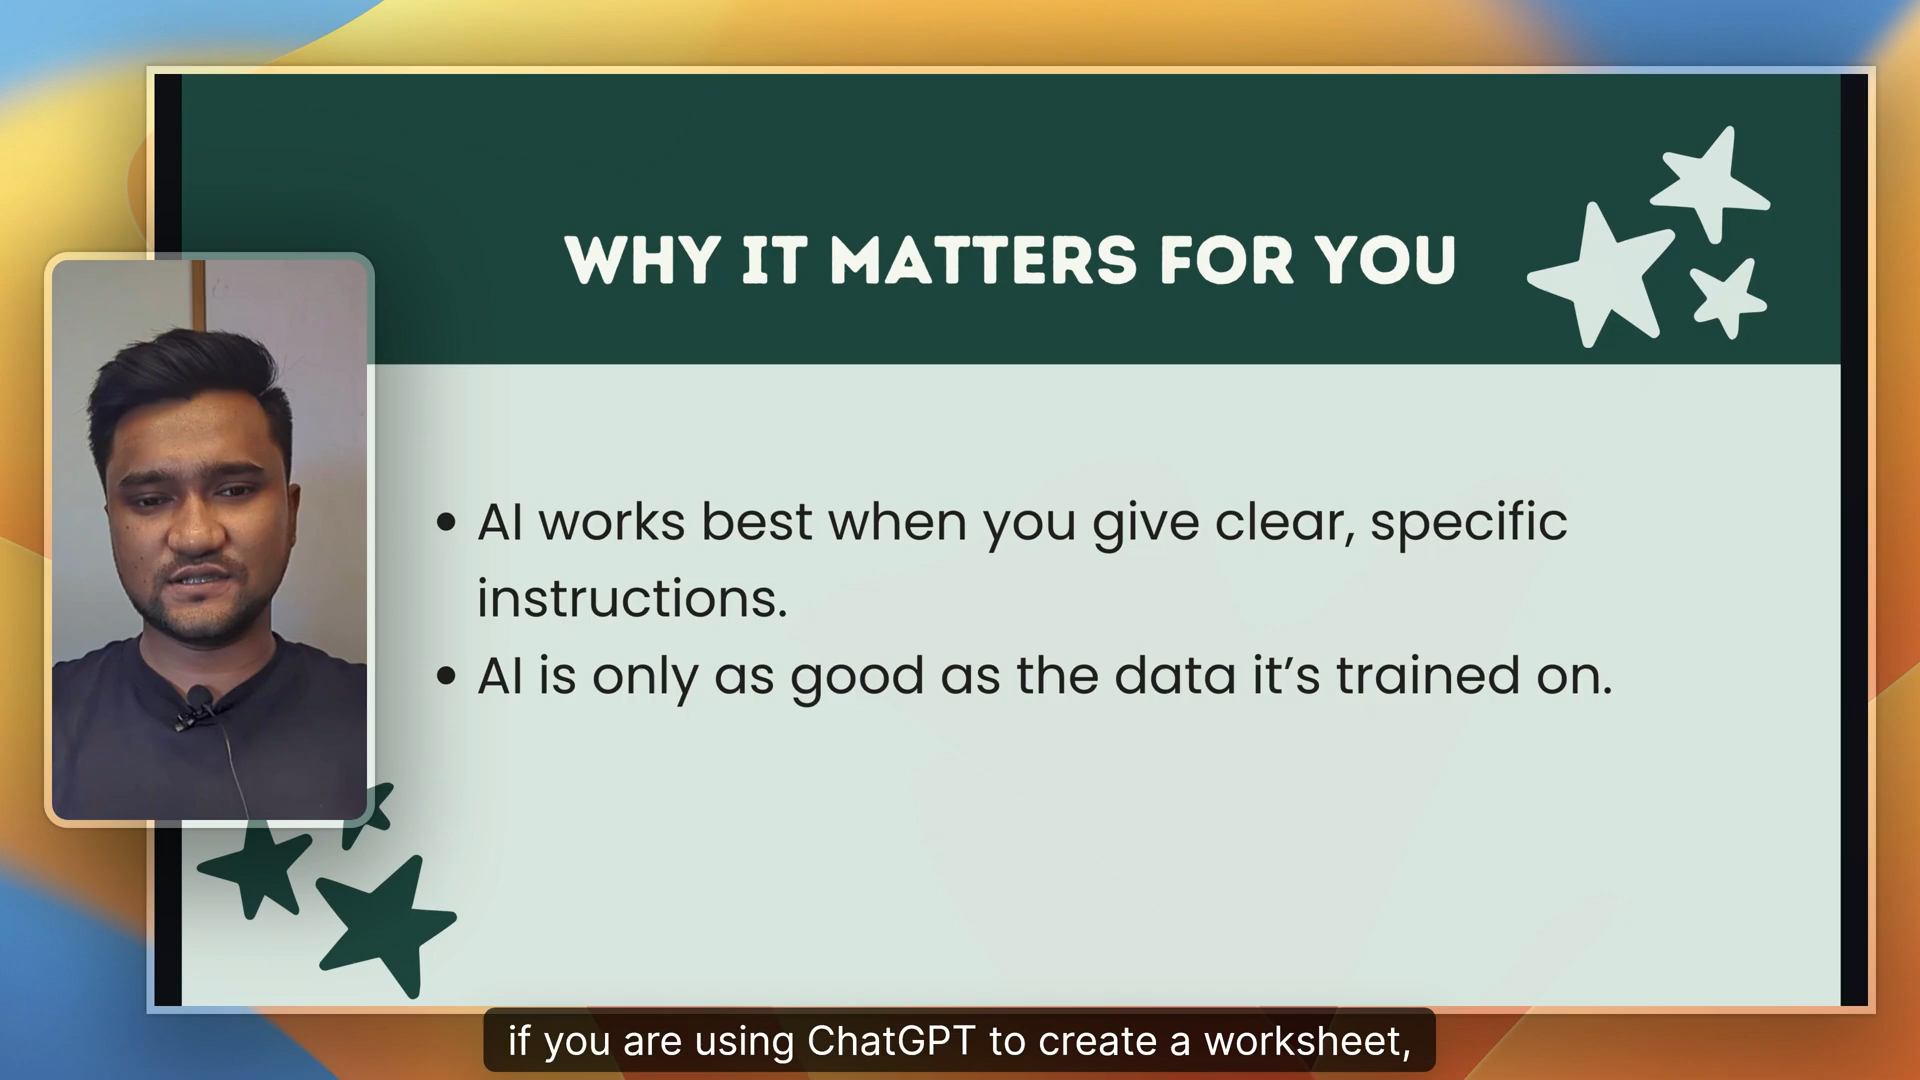 WHY IT MATTERS FOR YOU
• AI works best when you give clear, specific
instructions.
• AI is only as good as the data it’s trained on.
if you are using ChatGPT to create a worksheet,